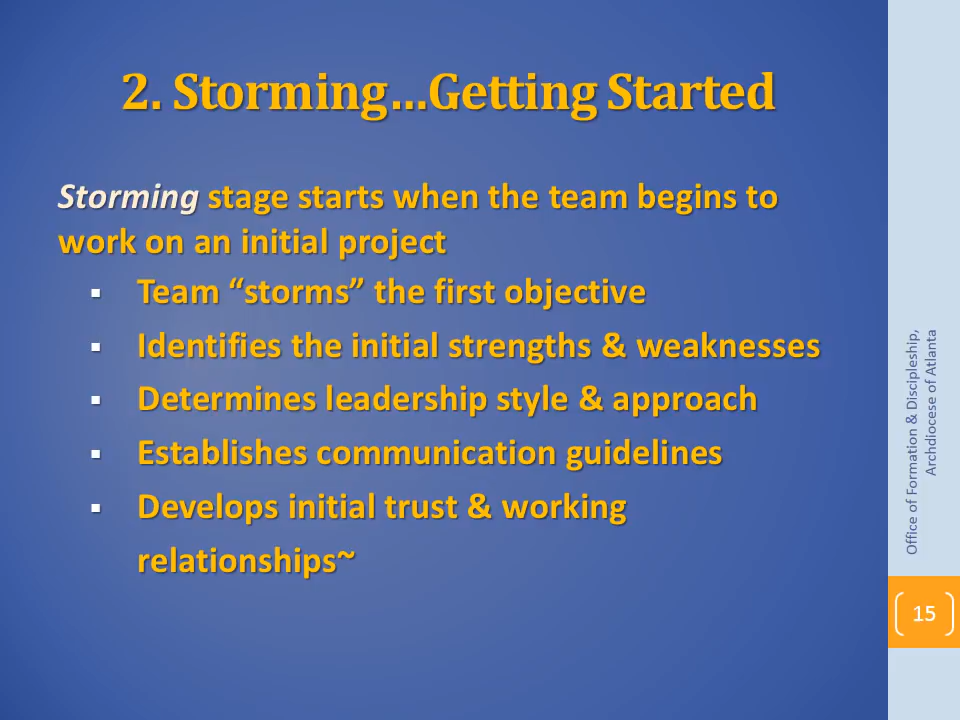 2. Storming…Getting Started
Storming stage starts when the team begins to
work on an initial project
▪ Team “storms” the first objective
▪ Identifies the initial strengths & weaknesses
▪ Determines leadership style & approach
▪ Establishes communication guidelines
▪ Develops initial trust & working
relationships~
Office of Formation & Discipleship,
Archdiocese of Atlanta
15